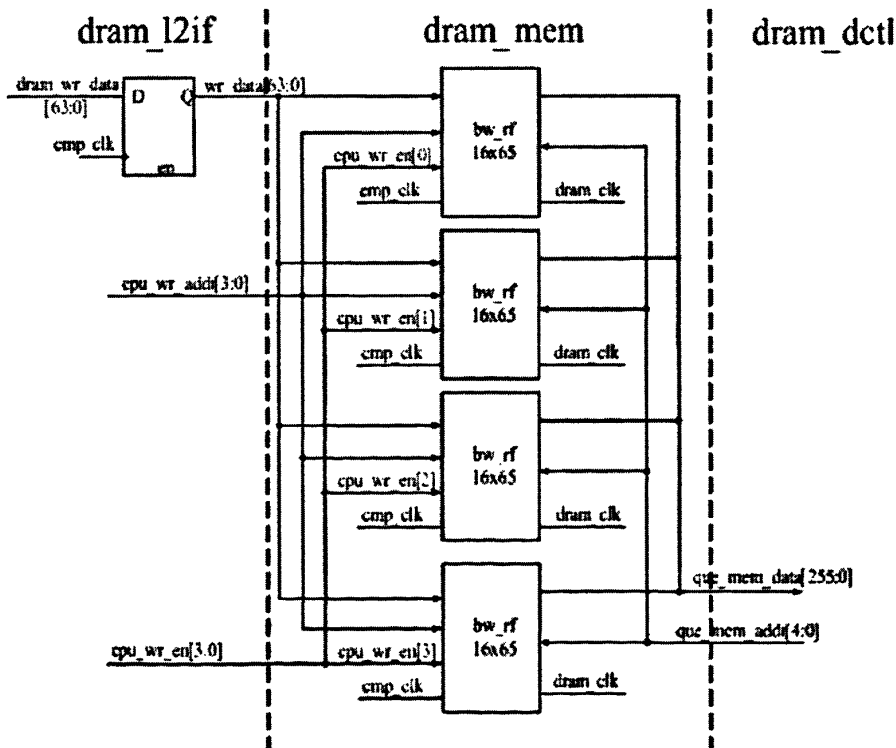 dram_l2if
dram_mem
dram_dctl
dram_wr_data
[63:0]
D
Q
wr_data[63:0]
cmp_clk
en
bw_rf
16x65
cpu_wr_en[0]
cmp_clk
dram_clk
cpu_wr_addr[3:0]
bw_rf
16x65
cpu_wr_en[1]
cmp_clk
dram_clk
bw_rf
16x65
cpu_wr_en[2]
cmp_clk
dram_clk
que_mem_data[255:0]
bw_rf
16x65
que_mem_addr[4:0]
cpu_wr_en[3:0]
cpu_wr_en[3]
cmp_clk
dram_clk